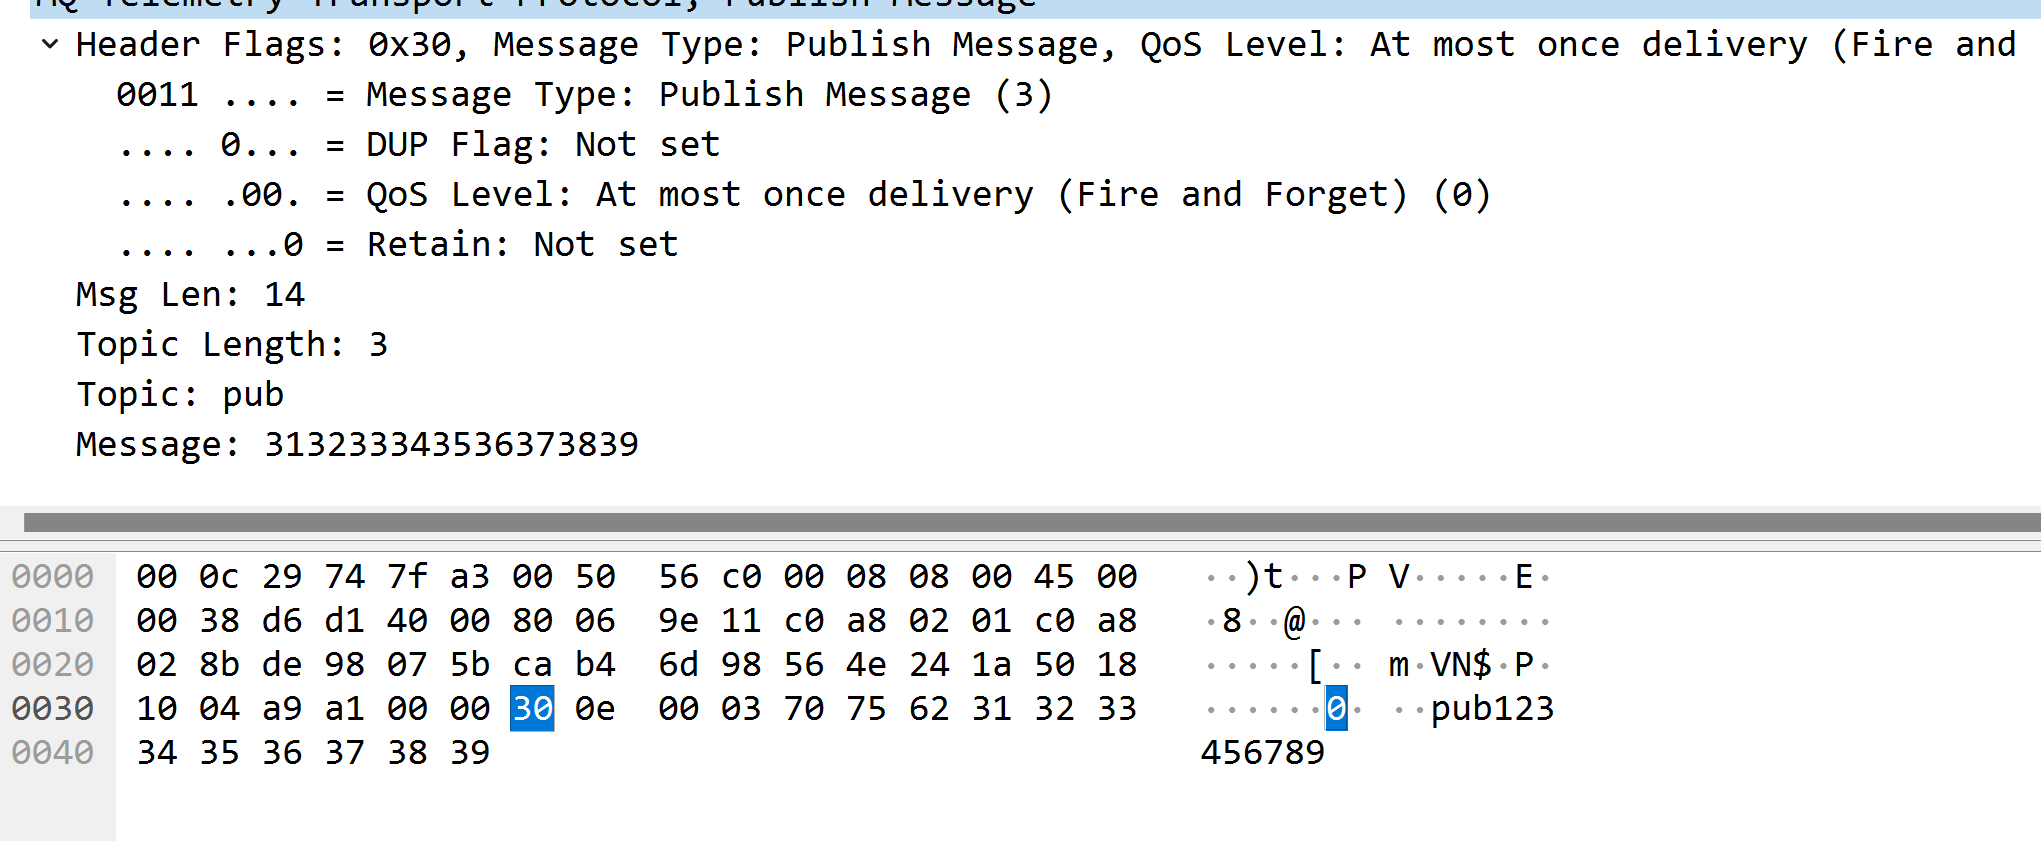 MQ Telemetry Transport Protocol, Publish Message
Header Flags: 0x30, Message Type: Publish Message, QoS Level: At most once delivery (Fire and
0011 .... = Message Type: Publish Message (3)
.... 0... = DUP Flag: Not set
.... .00. = QoS Level: At most once delivery (Fire and Forget) (0)
.... ...0 = Retain: Not set
Msg Len: 14
Topic Length: 3
Topic: pub
Message: 313233343536373839
0000 00 0c 29 74 7f a3 00 50 56 c0 00 08 08 00 45 00 ··)t···P V·····E·
0010 00 38 d6 d1 40 00 80 06 9e 11 c0 a8 02 01 c0 a8 ·8··@··· ········
0020 02 8b de 98 07 5b ca b4 6d 98 56 4e 24 1a 50 18 ·····[·· m·VN$·P·
0030 10 04 a9 a1 00 00 30 0e 00 03 70 75 62 31 32 33 ······0· ··pub123
0040 34 35 36 37 38 39 456789